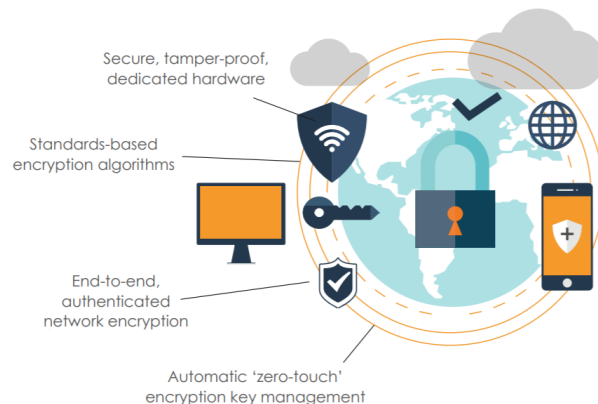 Secure, tamper-proof,
dedicated hardware
Standards-based
encryption algorithms
End-to-end,
authenticated
network encryption
Automatic ‘zero-touch’
encryption key management